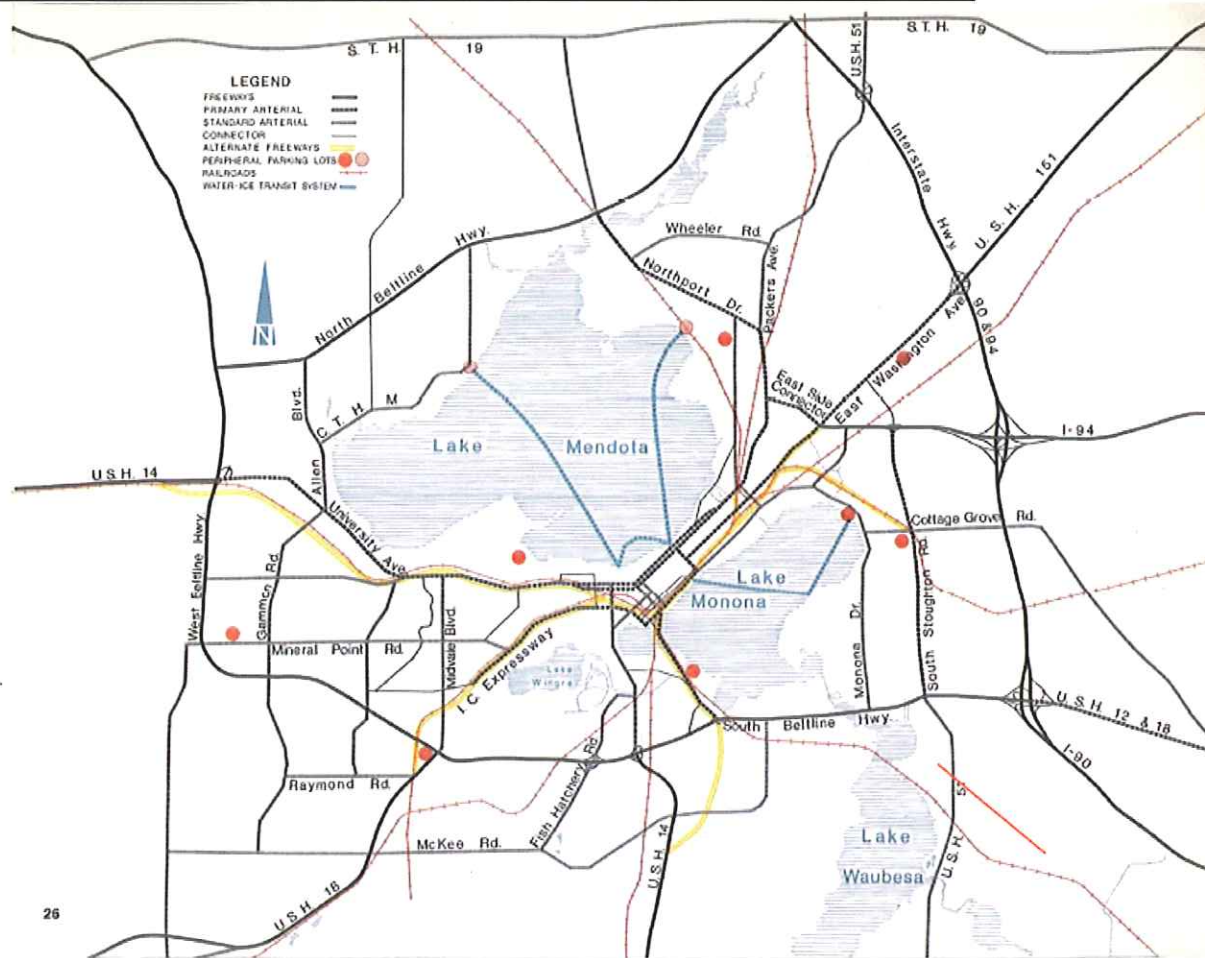 S. T. H. 19
S. T. H. 19
U.S.H. 51
LEGEND
FREEWAYS
PRIMARY ARTERIAL
STANDARD ARTERIAL
CONNECTOR
ALTERNATE FREEWAYS
PERIPHERAL PARKING LOTS
RAILROADS
WATER-ICE TRANSIT SYSTEM
Interstate Hwy. 90 & 94
U. S. H. 151
Wheeler Rd.
North Beltline Hwy.
Northport Dr.
Packers Ave.
N
East Washington Ave.
East Side
Connector
Blvd.
Allen
C. T. H. M
Lake Mendota
I-94
U.S.H. 14
University Ave.
Cottage Grove Rd.
West Beltline Hwy
Gammon Rd.
Lake
Monona
Midvale Blvd.
Mineral Point Rd.
I C Expressway
Lake
Wingra
Monona Dr.
South Stoughton Rd.
U. S. H. 12 & 18
South Beltline Hwy.
I-90
Raymond Rd.
Fish Hatchery Rd
U.S.H. 51
McKee Rd.
U.S.H. 14
Lake
Waubesa
U S H 18
26